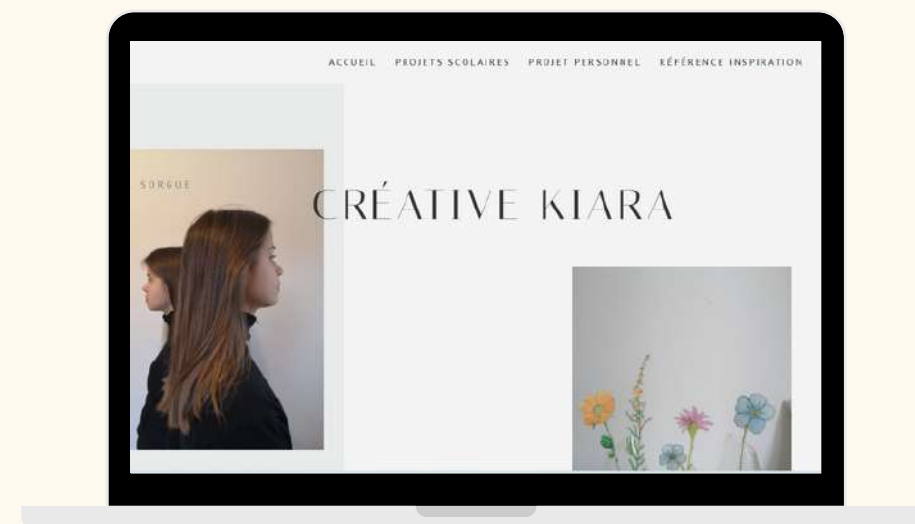 ACCUEIL PROJETS SCOLAIRES PROJET PERSONNEL RÉFÉRENCE INSPIRATION
SORGUE
CRÉATIVE KIARA